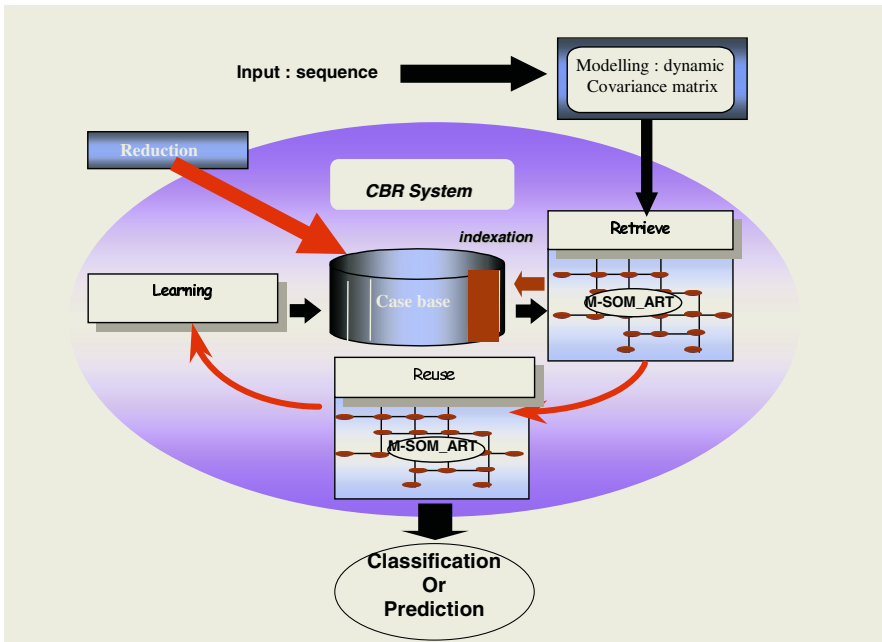 Input : sequence
Modelling : dynamic
Covariance matrix
Reduction
CBR System
indexation
Retrieve
Learning
Case base
M-SOM_ART
Reuse
M-SOM_ART
Classification
Or
Prediction